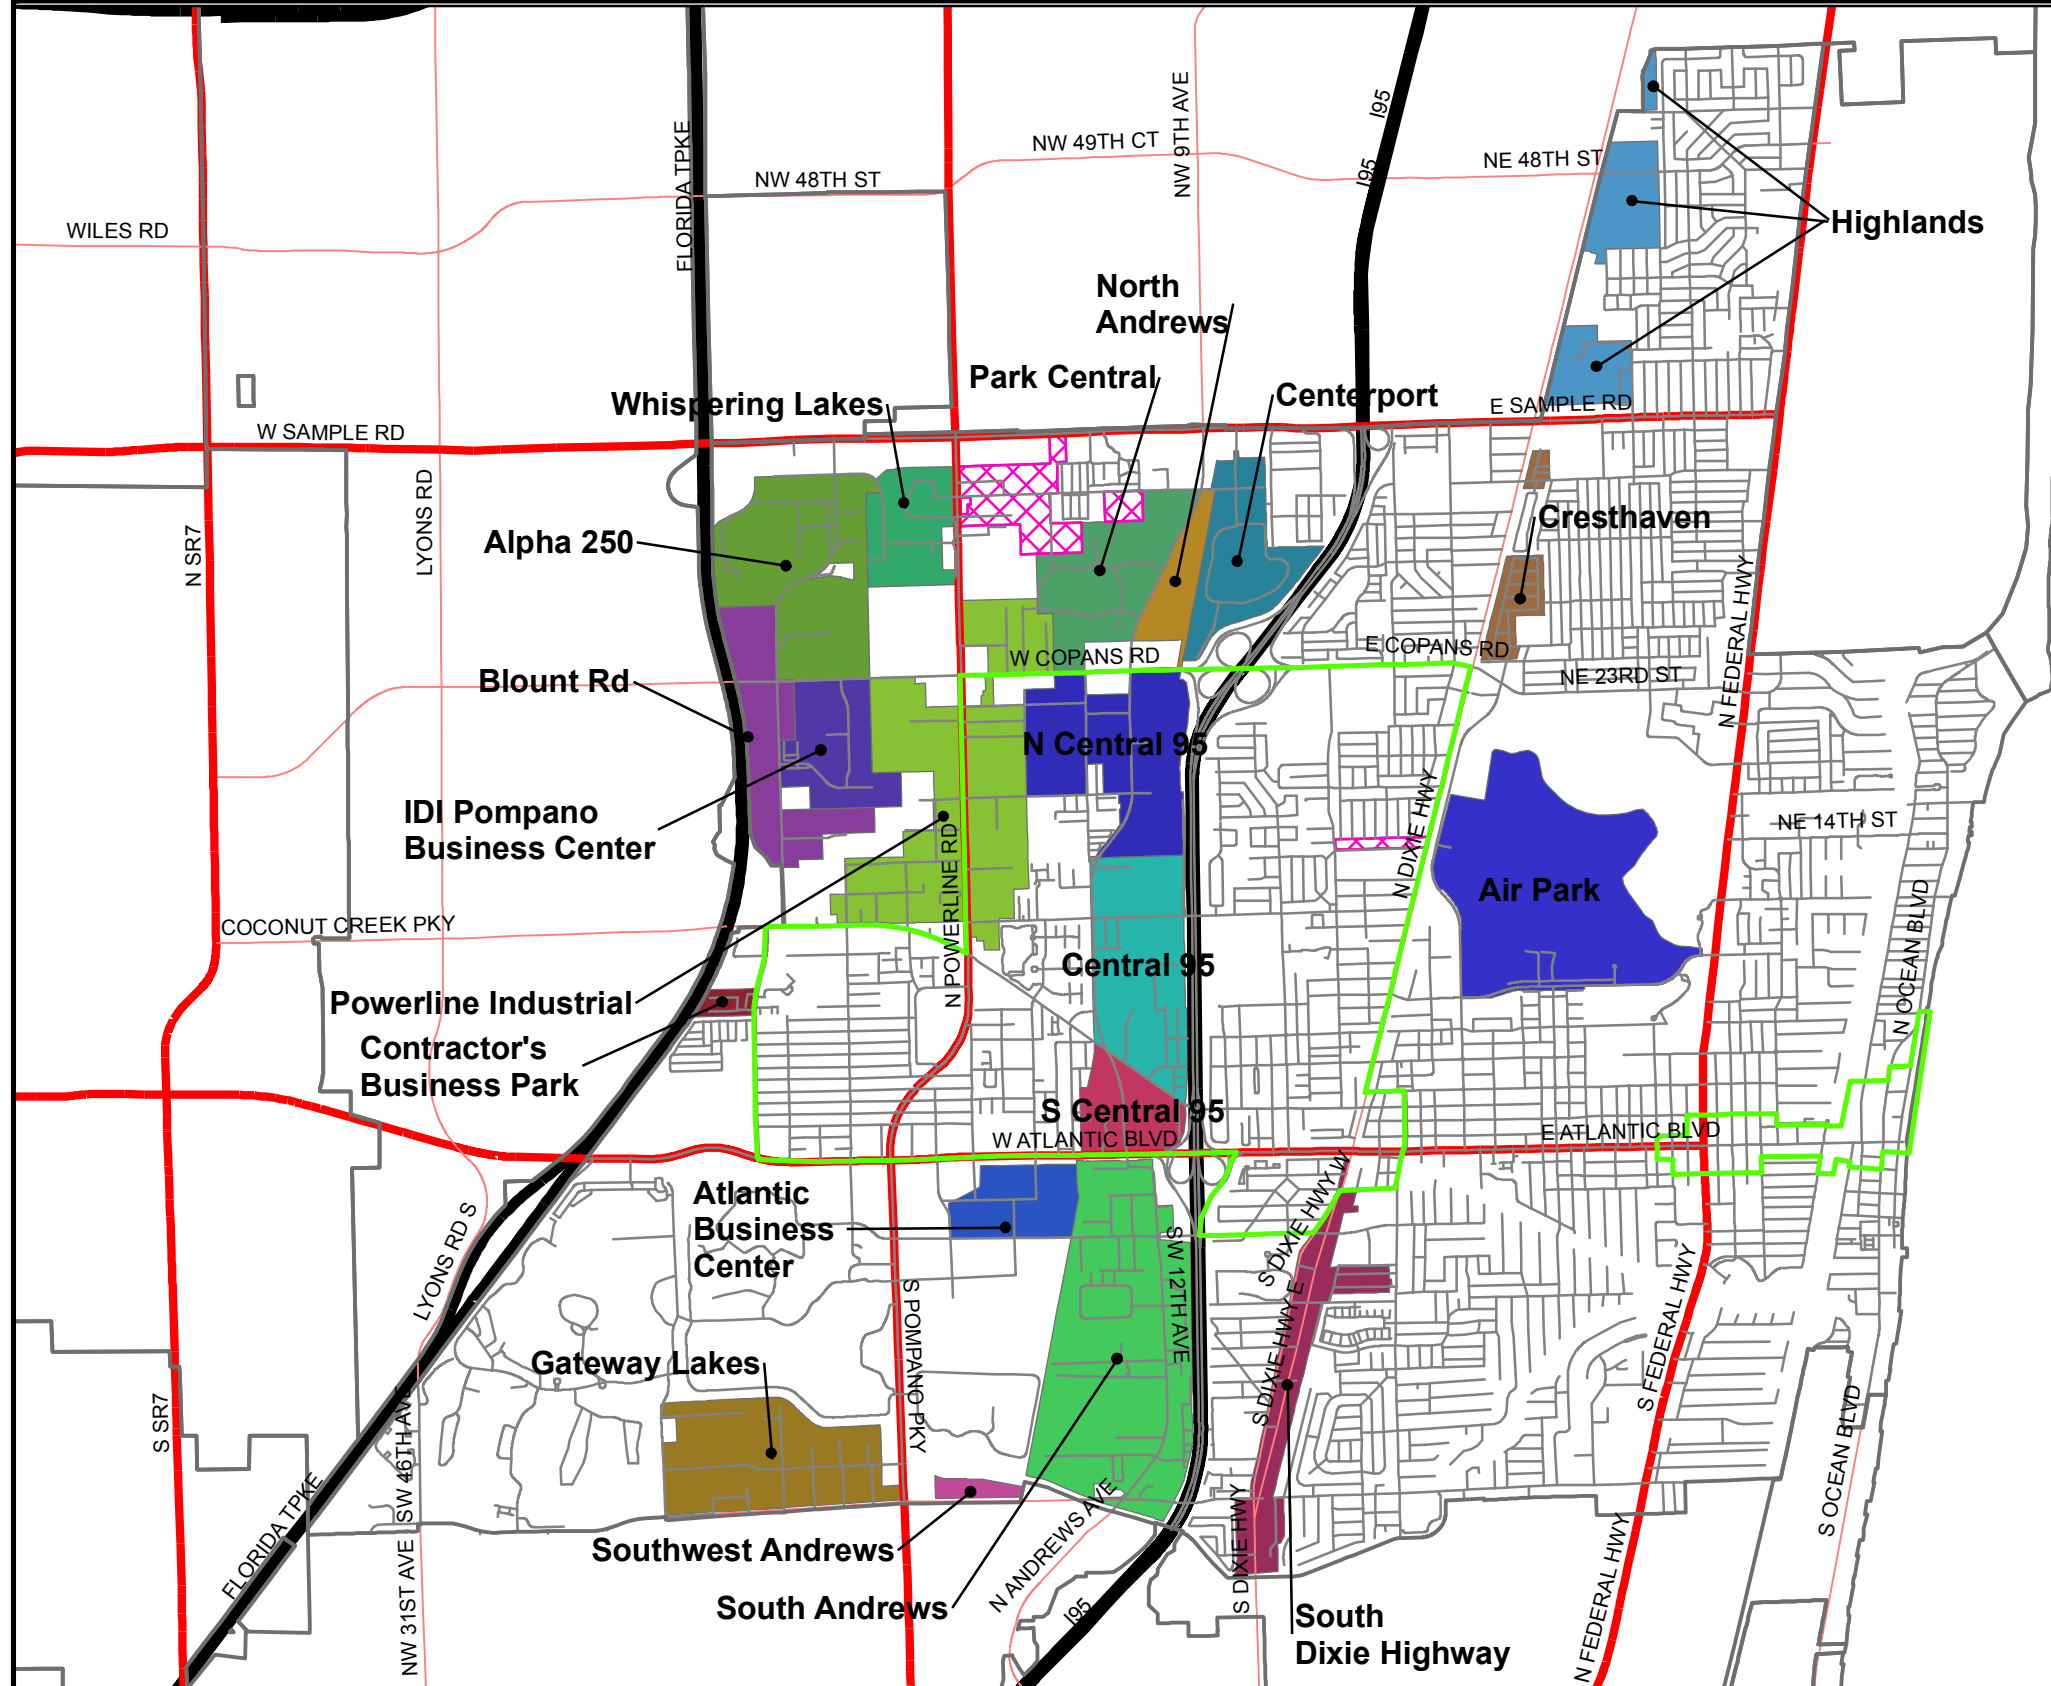 I95
I95
NW 9TH AVE
NW 49TH CT
NE 48TH ST
FLORIDA TPKE
NW 48TH ST
WILES RD
Highlands
North
Andrews
Park Central
Whispering Lakes
Centerport
E SAMPLE RD
W SAMPLE RD
LYONS RD
N SR7
Alpha 250
Cresthaven
N FEDERAL HWY
W COPANS RD
E COPANS RD
NE 23RD ST
Blount Rd
N Central 95
IDI Pompano
Business Center
N DIXIE HWY
NE 14TH ST
Air Park
N POWERLINE RD
COCONUT CREEK PKY
N OCEAN BLVD
Central 95
Powerline Industrial
Contractor's
Business Park
S Central 95
W ATLANTIC BLVD
E ATLANTIC BLVD
Atlantic
Business
Center
LYONS RD S
SW 12TH AVE
S DIXIE HWY W
S DIXIE HWY E
S POMPANO PKY
S FEDERAL HWY
Gateway Lakes
S SR7
SW 46TH AVE
S OCEAN BLVD
FLORIDA TPKE
NW 31ST AVE
Southwest Andrews
N ANDREWS AVE
S DIXIE HWY
South Andrews
I95
N FEDERAL HWY
South
Dixie Highway